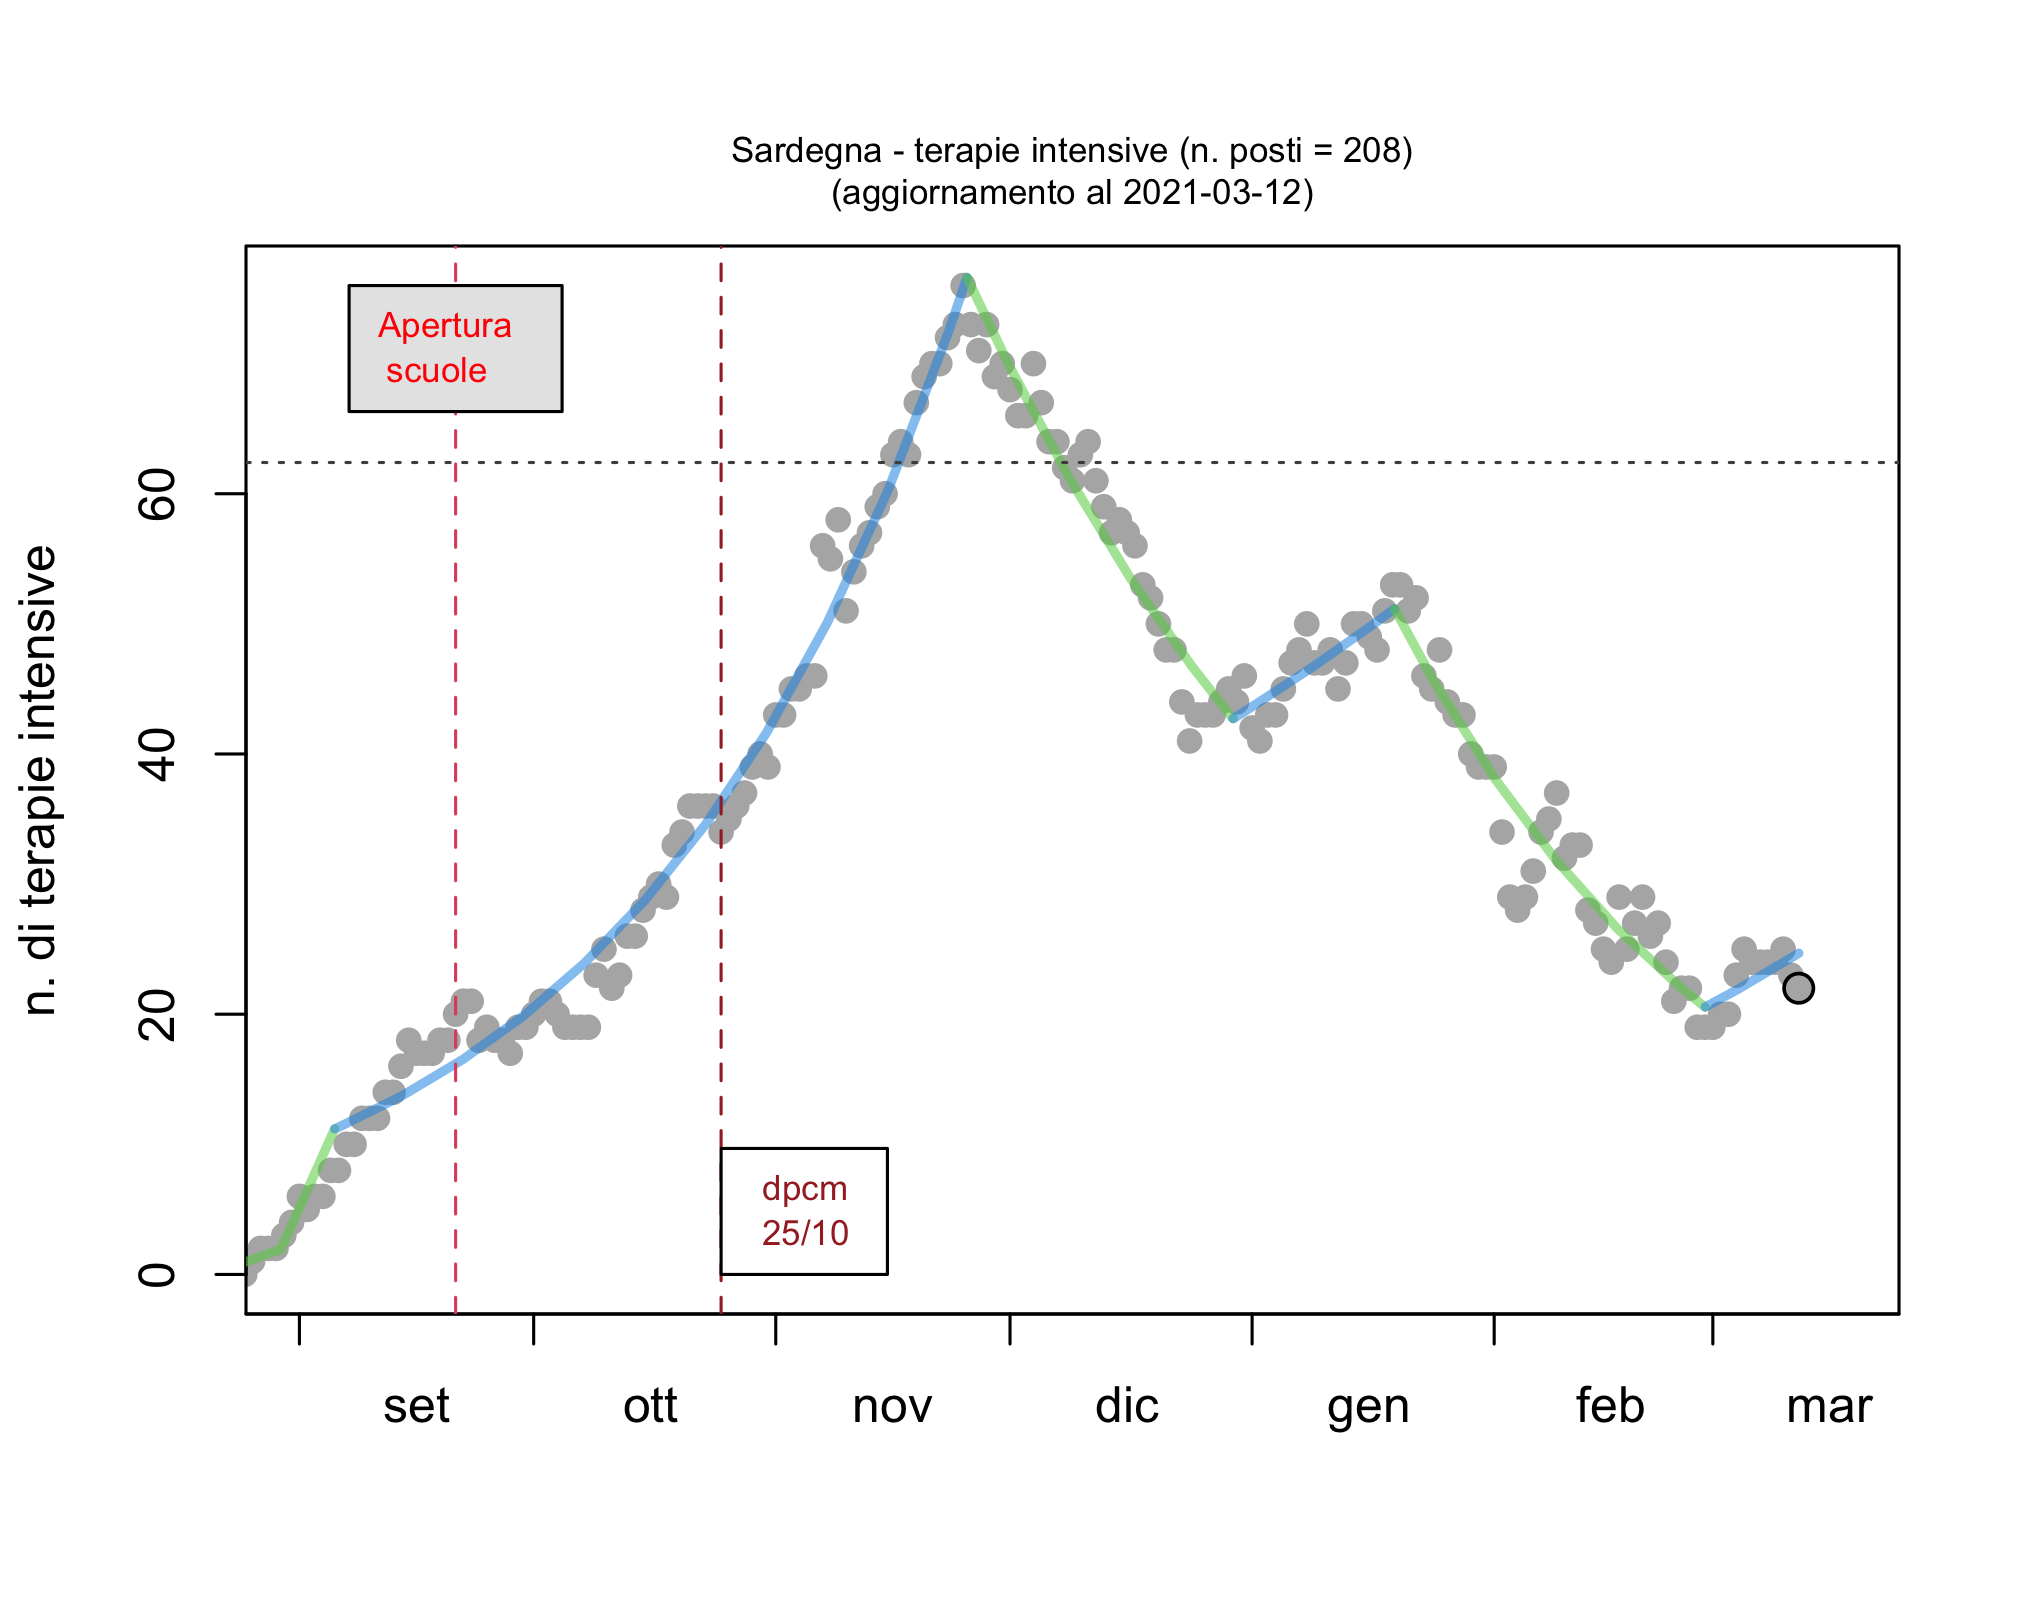 Sardegna - terapie intensive (n. posti = 208)
(aggiornamento al 2021-03-12)
n. di terapie intensive
60
40
20
0
Apertura
scuole
dpcm
25/10
set ott nov dic gen feb mar